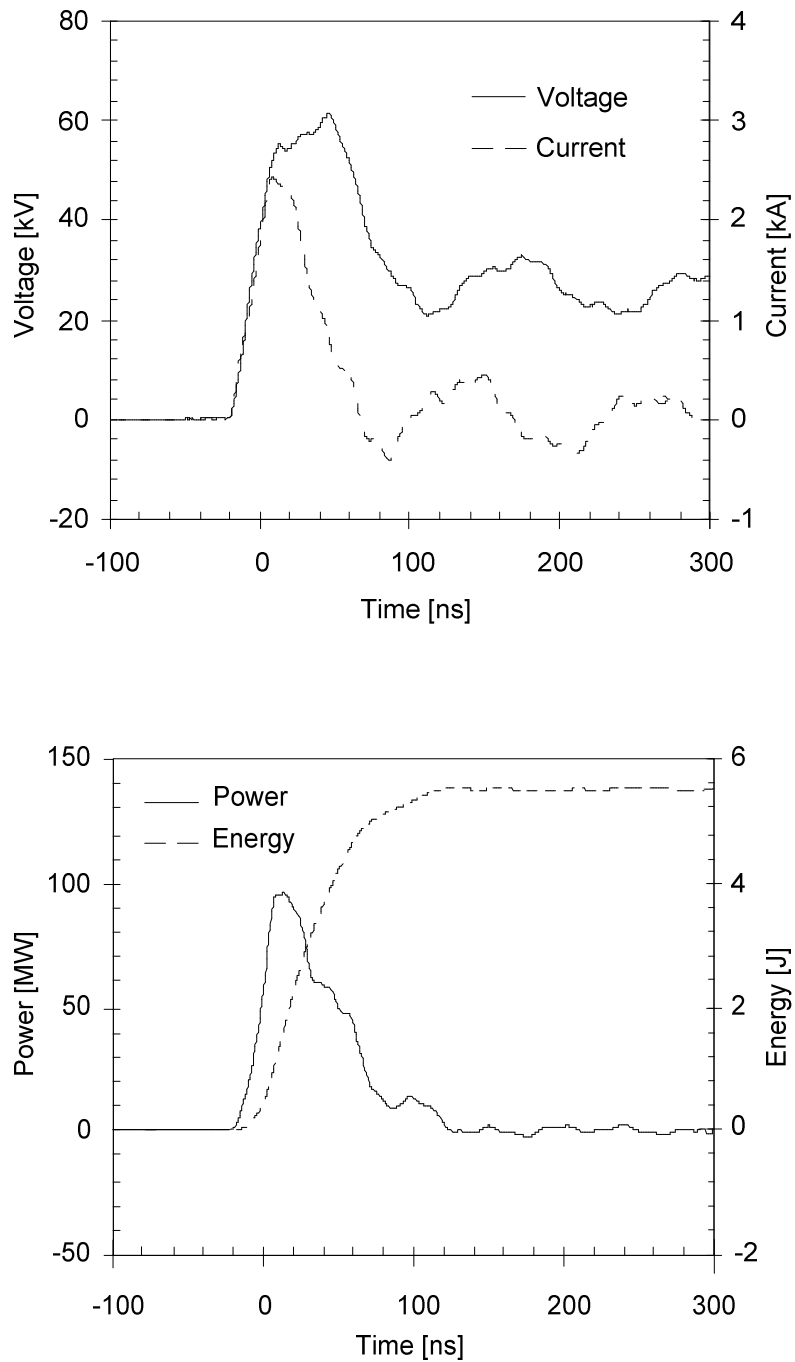 80
60
40
20
0
-20
Voltage [kV]
4
3
2
1
0
-1
Current [kA]
Voltage
Current
-100 0 100 200 300
Time [ns]
150
100
50
0
-50
Power [MW]
6
4
2
0
-2
Energy [J]
Power
Energy
-100 0 100 200 300
Time [ns]